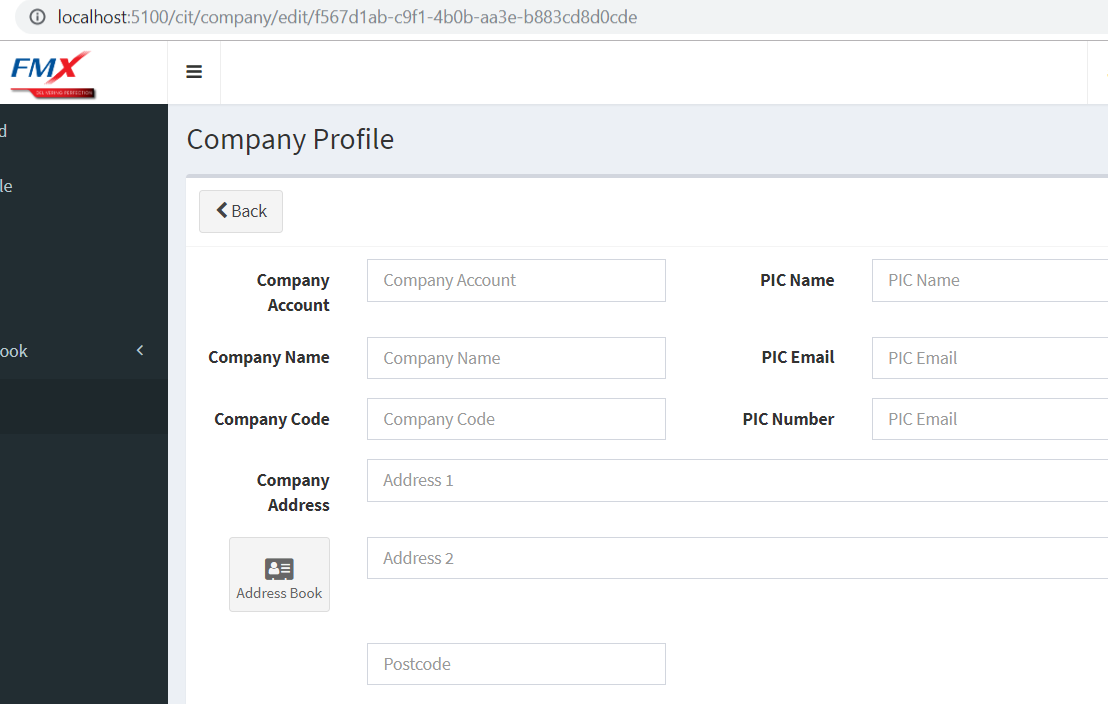 localhost:5100/cit/company/edit/f567d1ab-c9f1-4b0b-aa3e-b883cd8d0cde
FMX
DELIVERING PERFECTION
d
Company Profile
le
Back
Company Account
Company Account
PIC Name
PIC Name
ook
Company Name
Company Name
PIC Email
PIC Email
Company Code
Company Code
PIC Number
PIC Email
Company Address
Address 1
Address 2
Address Book
Postcode